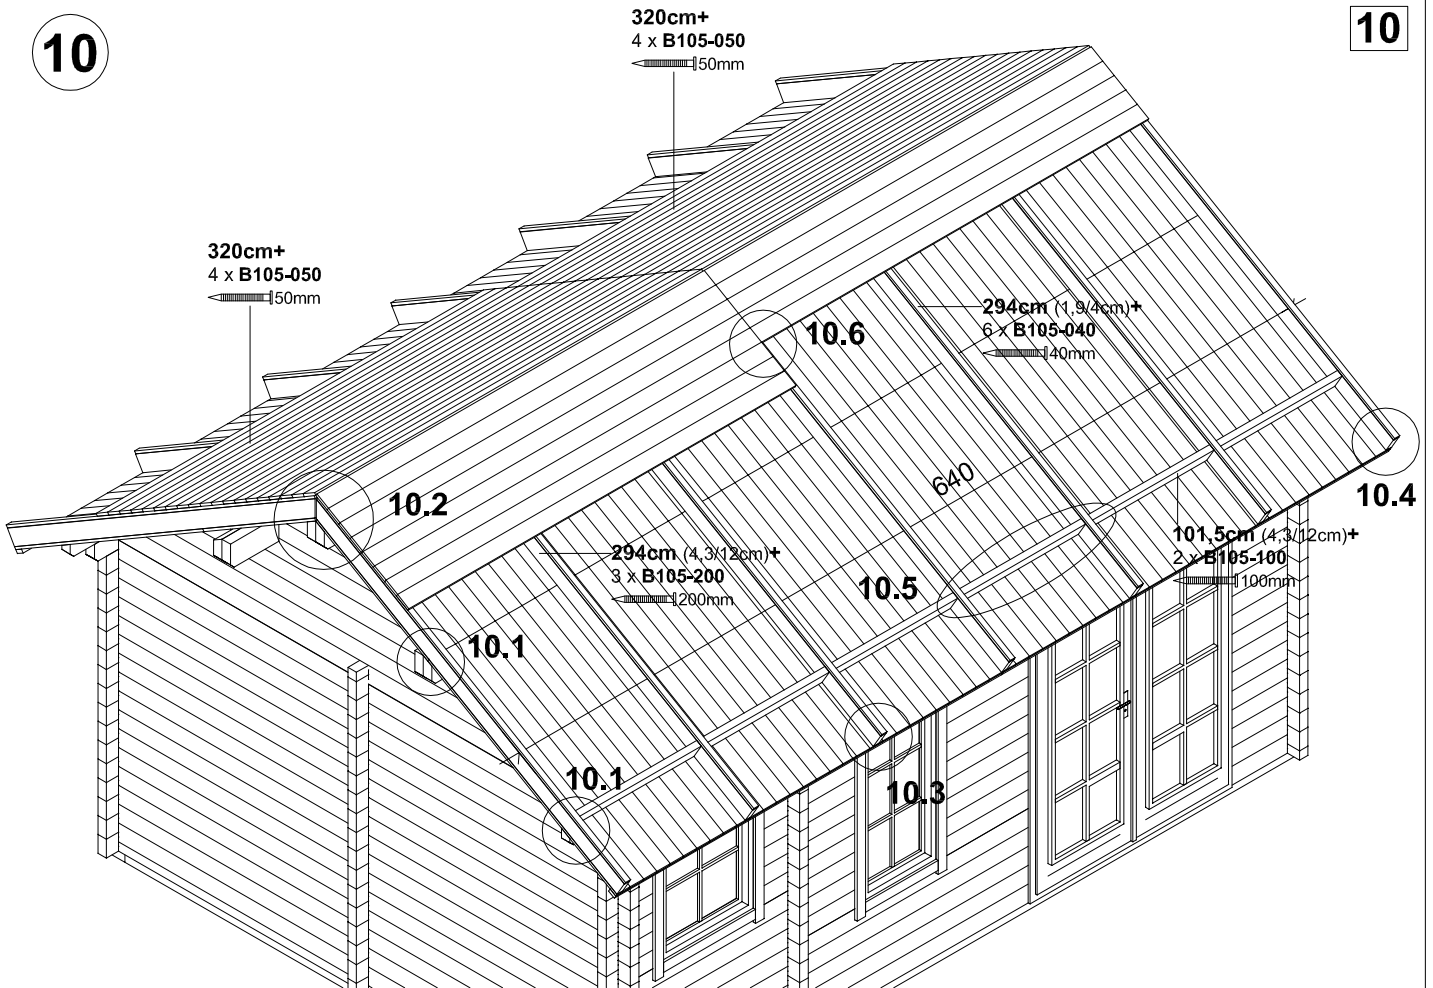 10
320cm+
4 x B105-050
50mm
10
320cm+
4 x B105-050
50mm
294cm (1,9/4cm)+
6 x B105-040
40mm
10.6
640
10.2
10.4
294cm (4,3/12cm)+
3 x B105-200
200mm
101,5cm (4,3/12cm)+
2 x B105-100
100mm
10.5
10.1
10.1
10.3